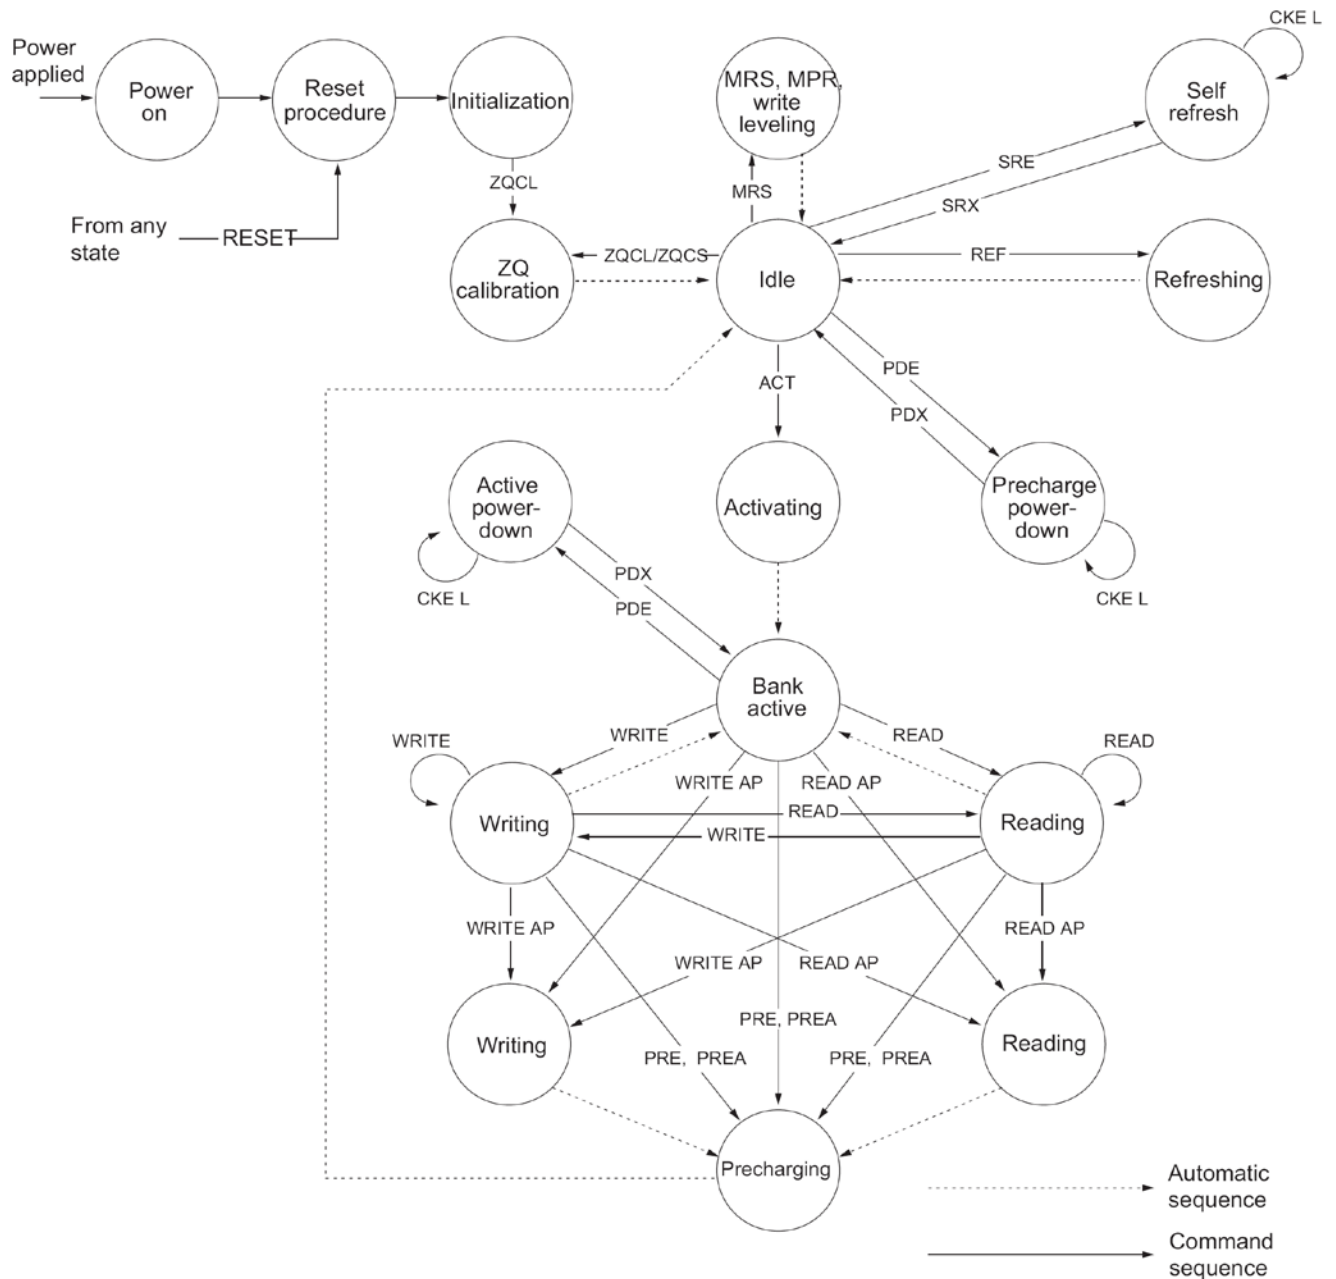 CKE L
Power
applied
Power
on
Reset
procedure
Initialization
MRS, MPR,
write
leveling
Self
refresh
ZQCL
MRS
SRE
SRX
From any
state
RESET
ZQCL/ZQCS
REF
ZQ
calibration
Idle
Refreshing
PDE
ACT
PDX
Active
power-
down
Activating
Precharge
power-
down
PDX
CKE L
PDE
CKE L
Bank
active
WRITE
READ
WRITE
READ
WRITE AP
READ AP
Writing
READ
Reading
WRITE
WRITE AP
READ AP
WRITE AP
READ AP
PRE, PREA
Writing
Reading
PRE, PREA
PRE, PREA
Precharging
Automatic
sequence
Command
sequence